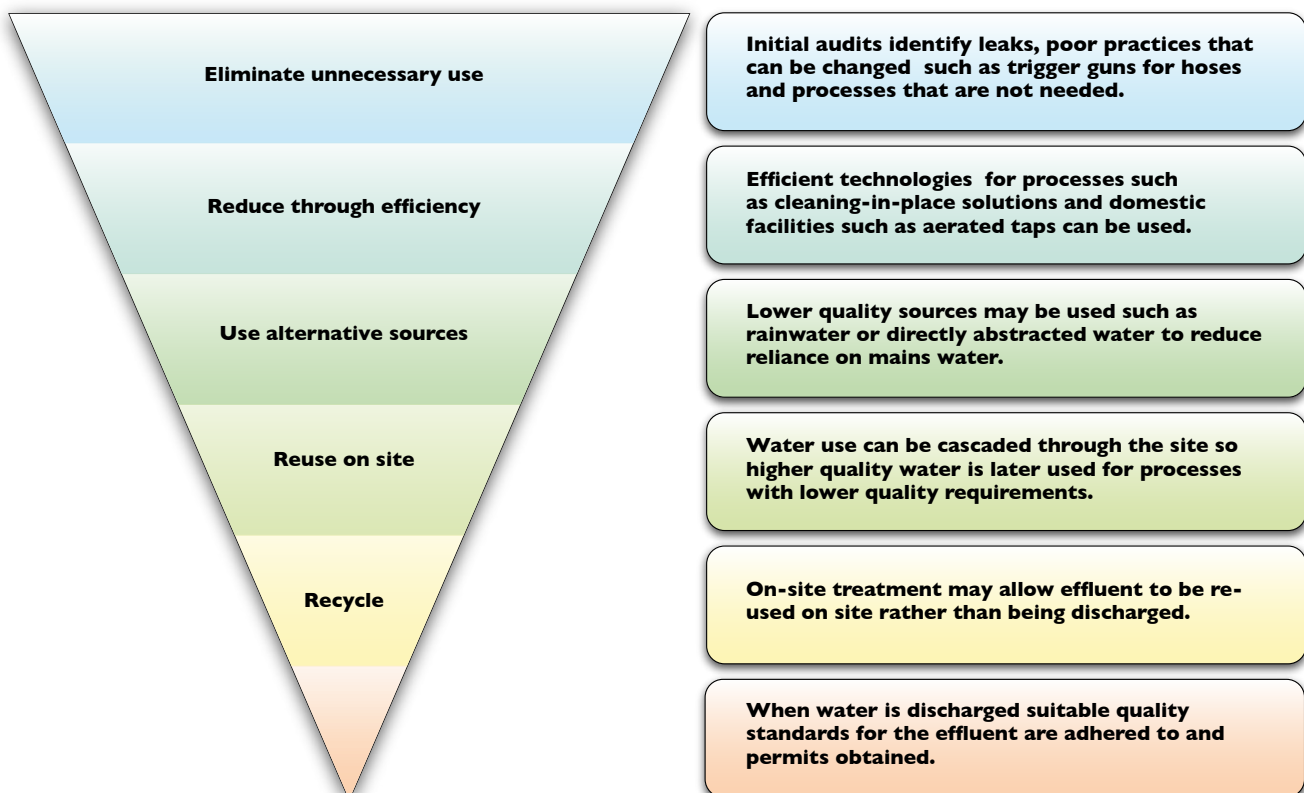 Eliminate unnecessary use
Initial audits identify leaks, poor practices that
can be changed  such as trigger guns for hoses
and processes that are not needed.
Reduce through efficiency
Efficient technologies  for processes such
as cleaning-in-place solutions and domestic
facilities such as aerated taps can be used.
Use alternative sources
Lower quality sources may be used such as
rainwater or directly abstracted water to reduce
reliance on mains water.
Reuse on site
Water use can be cascaded through the site so
higher quality water is later used for processes
with lower quality requirements.
Recycle
On-site treatment may allow effluent to be re-
used on site rather than being discharged.
When water is discharged suitable quality
standards for the effluent are adhered to and
permits obtained.